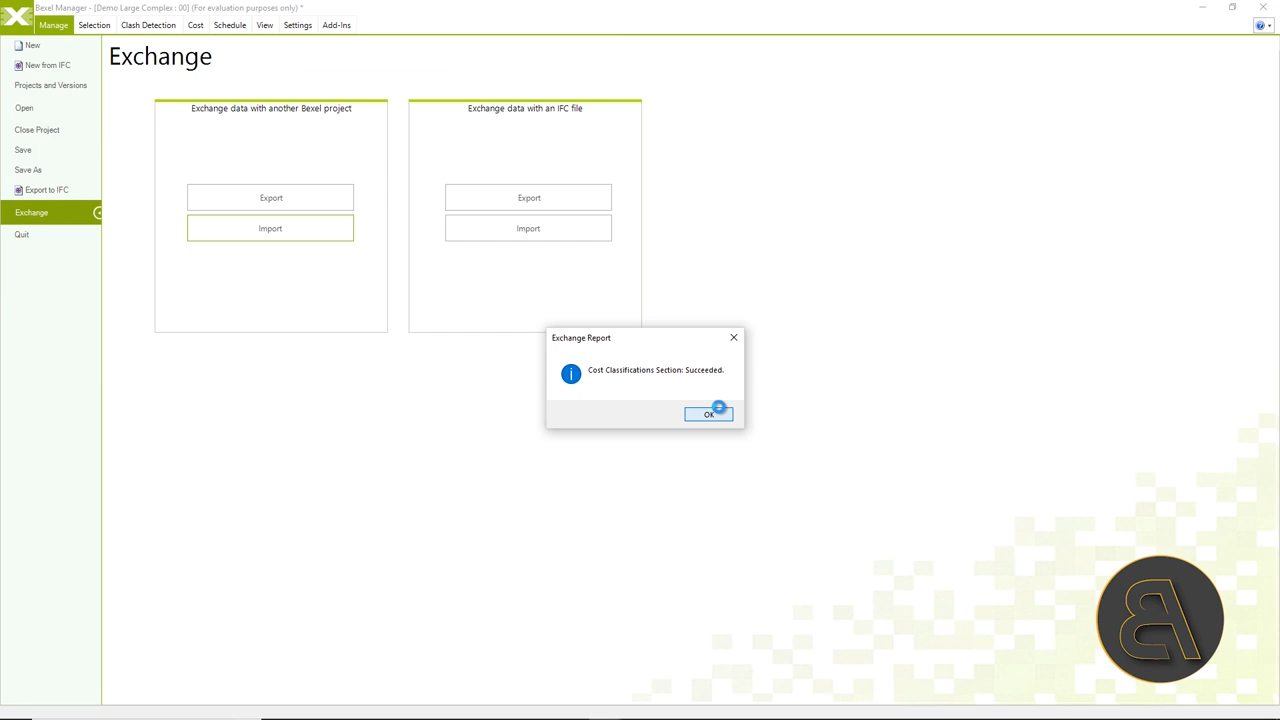 Bexel Manager - [Demo Large Complex : 00] (For evaluation purposes only) *
Manage Selection Clash Detection Cost Schedule View Settings Add-Ins
New
New from IFC
Projects and Versions
Open
Close Project
Save
Save As
Export to IFC
Exchange
Quit
Exchange
Exchange data with another Bexel project
Export
Import
Exchange data with an IFC file
Export
Import
Exchange Report
Cost Classifications Section: Succeeded.
OK